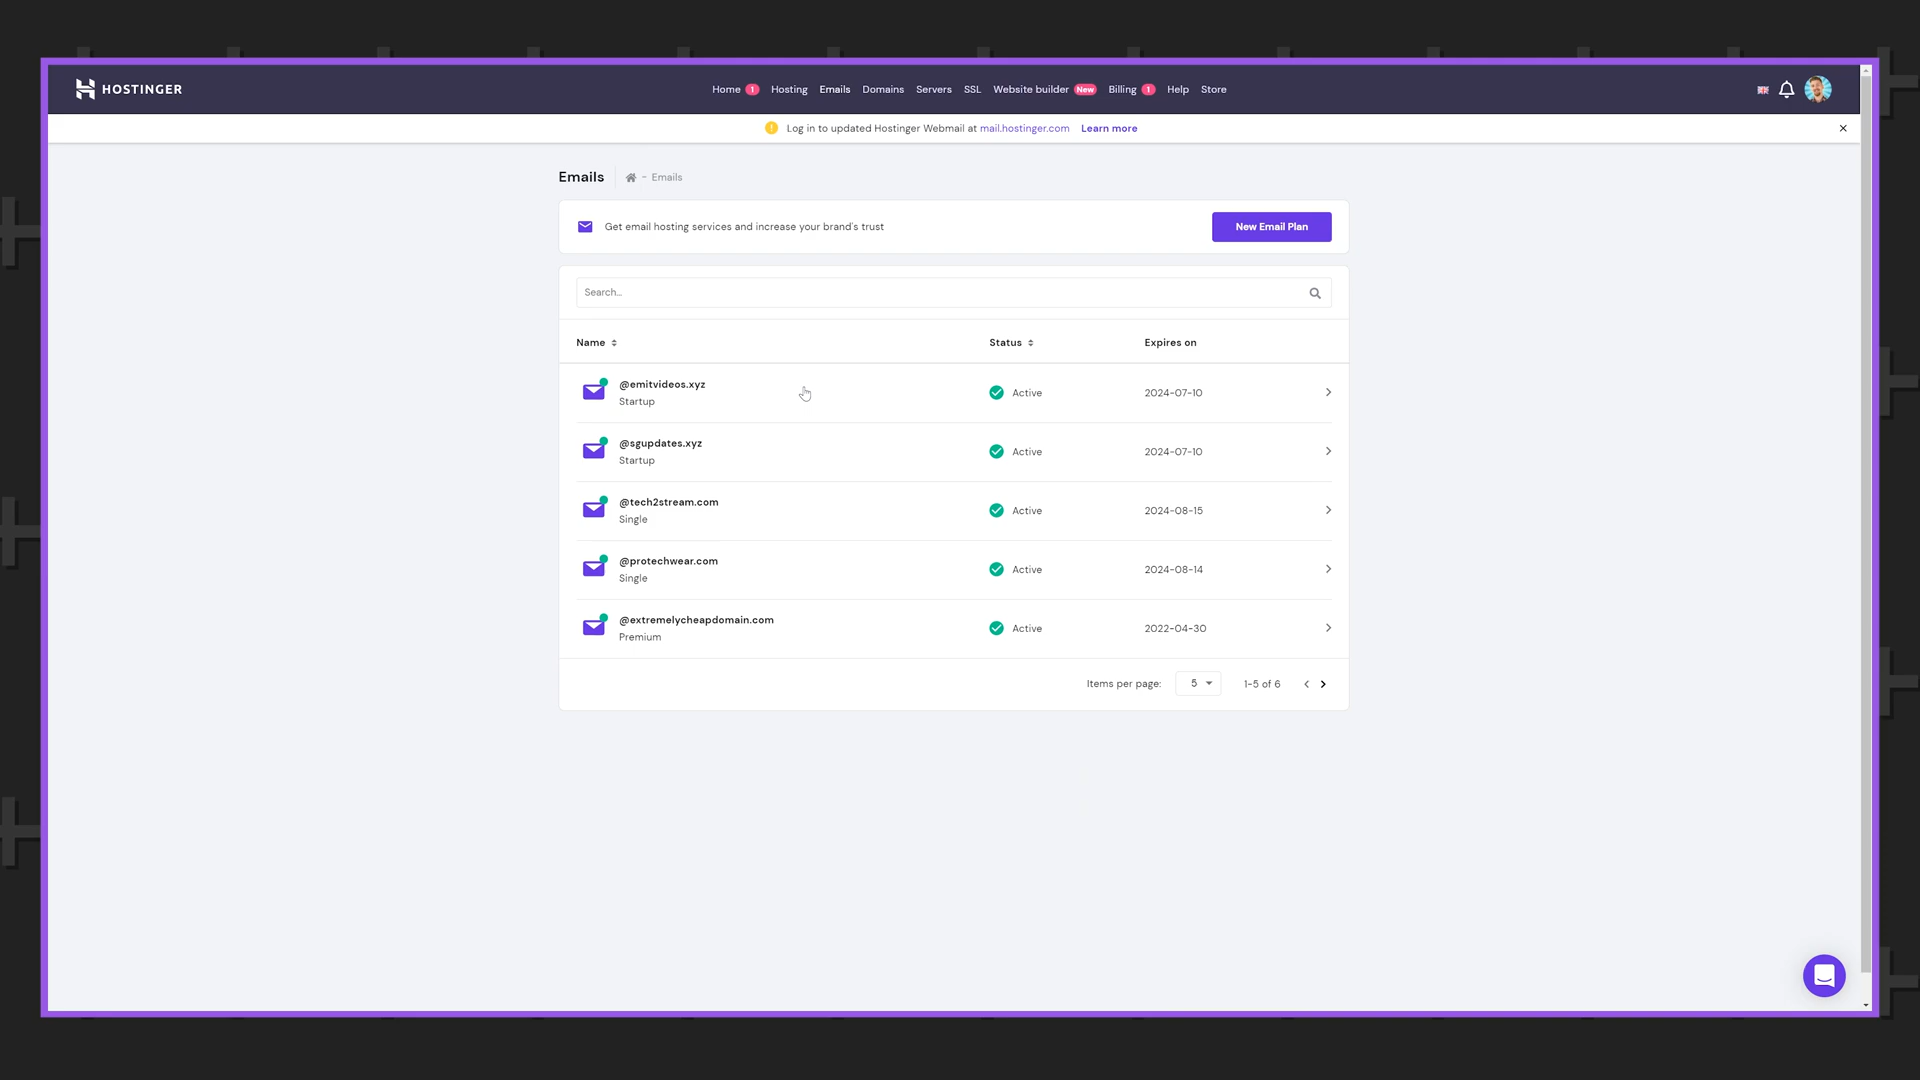 HOSTINGER
Home 1 Hosting Emails Domains Servers SSL Website builder New Billing 1 Help Store
Log in to updated Hostinger Webmail at mail.hostinger.com Learn more
Emails - Emails
Get email hosting services and increase your brand's trust
New Email Plan
Search...
Name Status Expires on
@emitvideos.xyz
Startup
Active 2024-07-10
@sgupdates.xyz
Startup
Active 2024-07-10
@tech2stream.com
Single
Active 2024-08-15
@protechwear.com
Single
Active 2024-08-14
@extremelycheapdomain.com
Premium
Active 2022-04-30
Items per page: 5 1-5 of 6